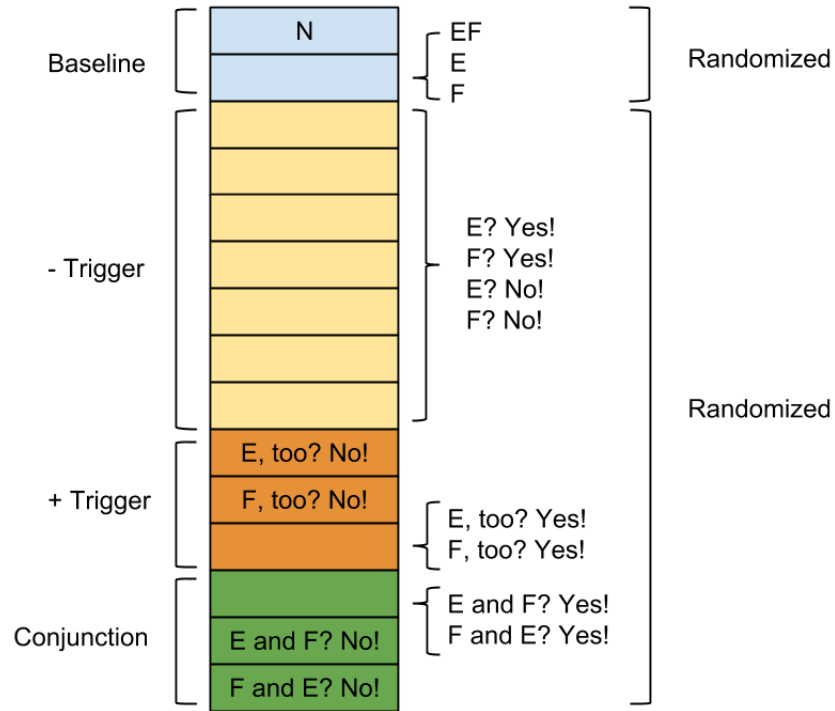 N
EF
Baseline
E
Randomized
F
- Trigger
E? Yes!
F? Yes!
E? No!
F? No!
Randomized
E, too? No!
+ Trigger
F, too? No!
E, too? Yes!
F, too? Yes!
E and F? Yes!
F and E? Yes!
Conjunction
E and F? No!
F and E? No!